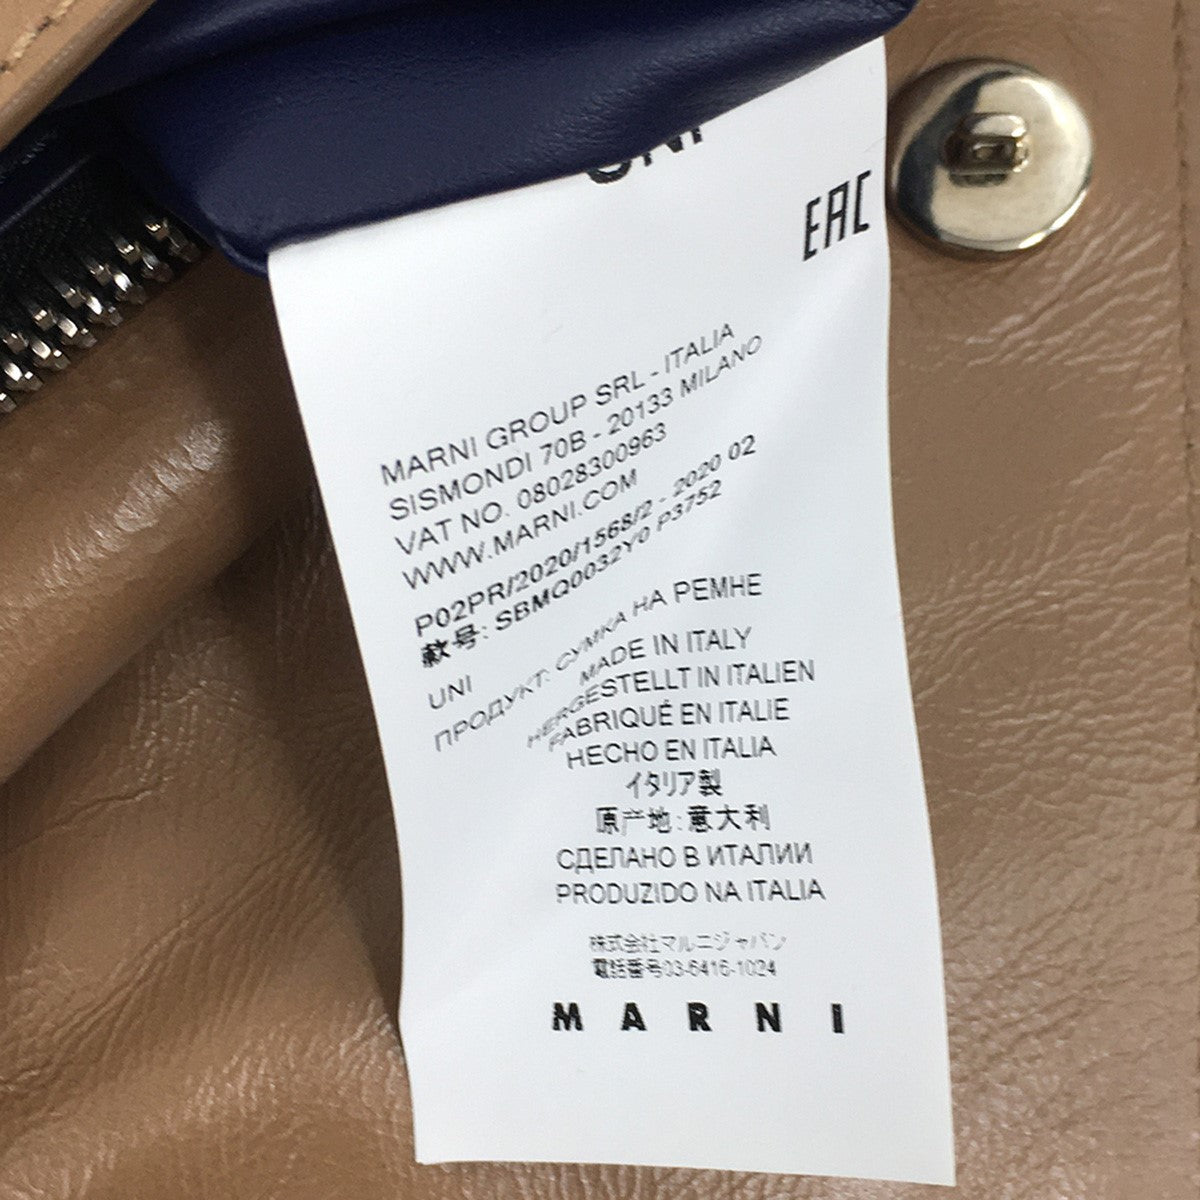 UNI
EAC
MARNI GROUP SRL - ITALIA
SISMONDI 70B - 20133 MILANO
VAT NO. 08028300963
WWW.MARNI.COM
P02PR/2020/1568/2 - 2020 02
款号: SBMQ0032Y0 P3752
UNI
ПРОДУКТ: СУМКА НА РЕМНЕ
MADE IN ITALY
HERGESTELLT IN ITALIEN
FABRIQUÉ EN ITALIE
HECHO EN ITALIA
イタリア製
原产地: 意大利
СДЕЛАНО В ИТАЛИИ
PRODUZIDO NA ITALIA
株式会社マルニジャパン
電話番号03-6416-1024
MARNI